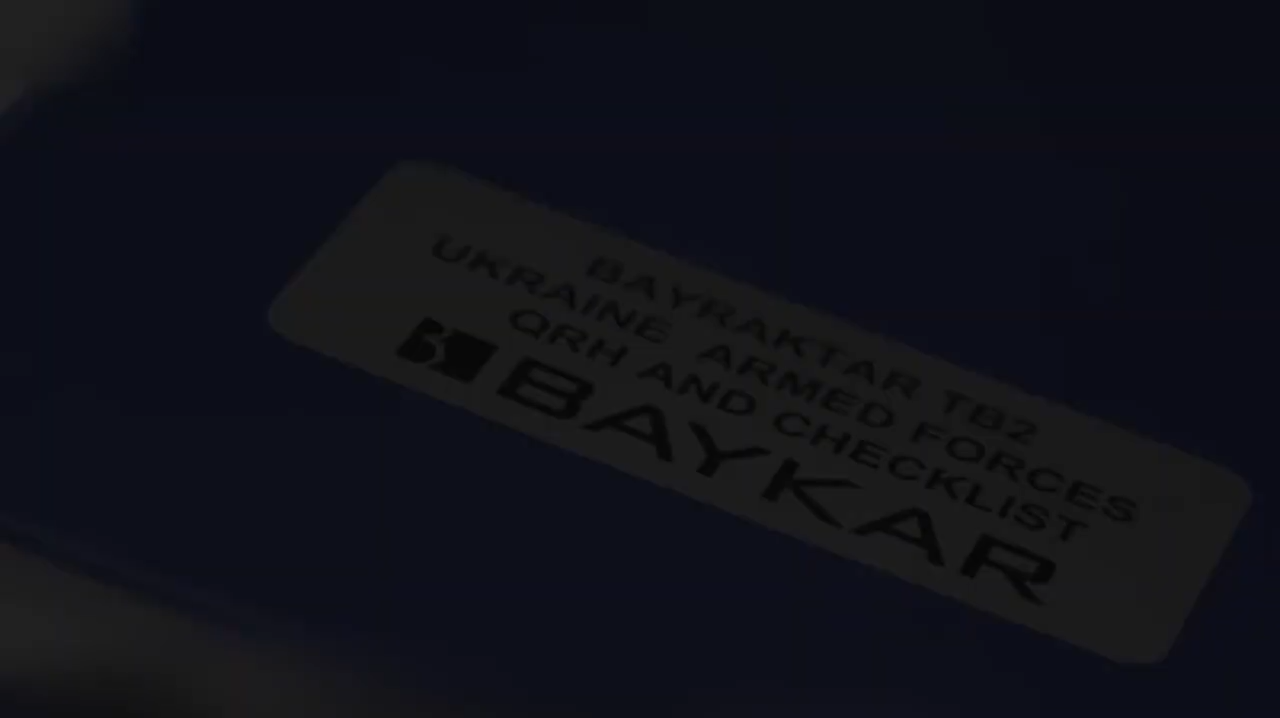 BAYRAKTAR TB2
UKRAINE ARMED FORCES
QRH AND CHECKLIST
BAYKAR